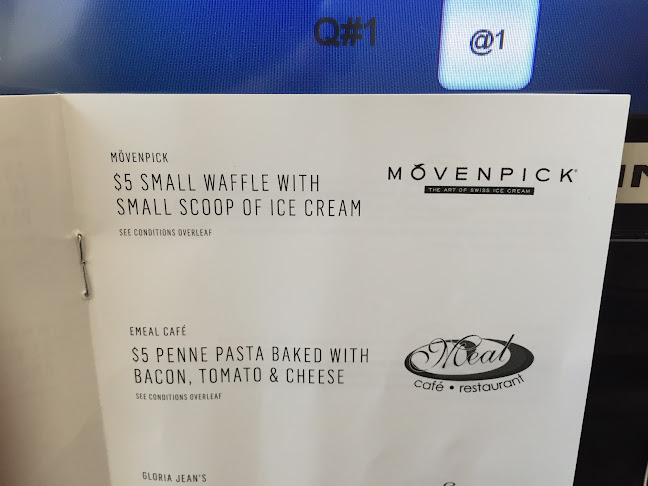 Q#1
@1
MÖVENPICK
$5 SMALL WAFFLE WITH
SMALL SCOOP OF ICE CREAM
SEE CONDITIONS OVERLEAF
MÖVENPICK
THE ART OF SWISS ICE CREAM
EMEAL CAFÉ
$5 PENNE PASTA BAKED WITH
BACON, TOMATO & CHEESE
SEE CONDITIONS OVERLEAF
eMeal
café • restaurant
GLORIA JEAN'S